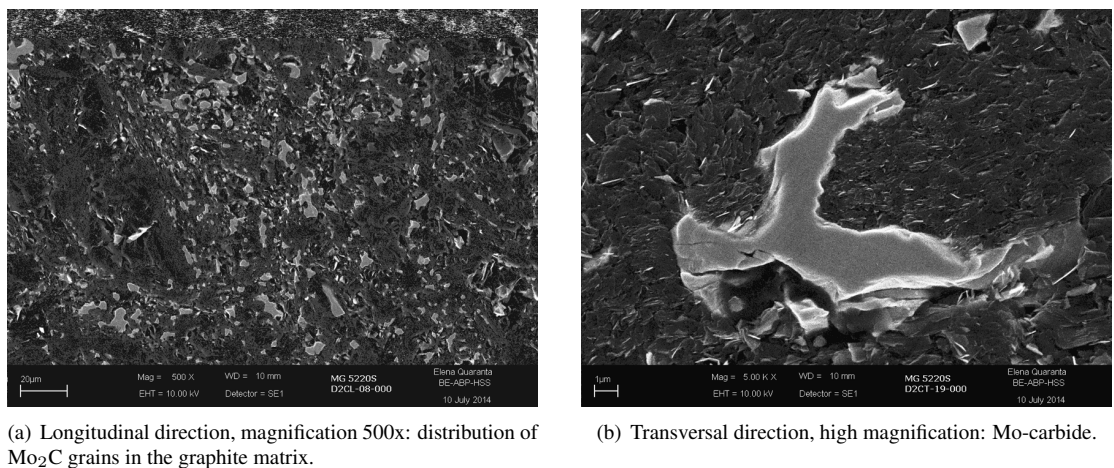 20µm
Mag = 500 X
WD = 10 mm
EHT = 10.00 kV
Detector = SE1
MG 5220S
D2CL-08-000
Elena Quaranta
BE-ABP-HSS
10 July 2014
1µm
Mag = 5.00 K X
WD = 10 mm
EHT = 10.00 kV
Detector = SE1
MG 5220S
D2CT-19-000
Elena Quaranta
BE-ABP-HSS
10 July 2014
(a) Longitudinal direction, magnification 500x: distribution of
Mo₂C grains in the graphite matrix.
(b) Transversal direction, high magnification: Mo-carbide.